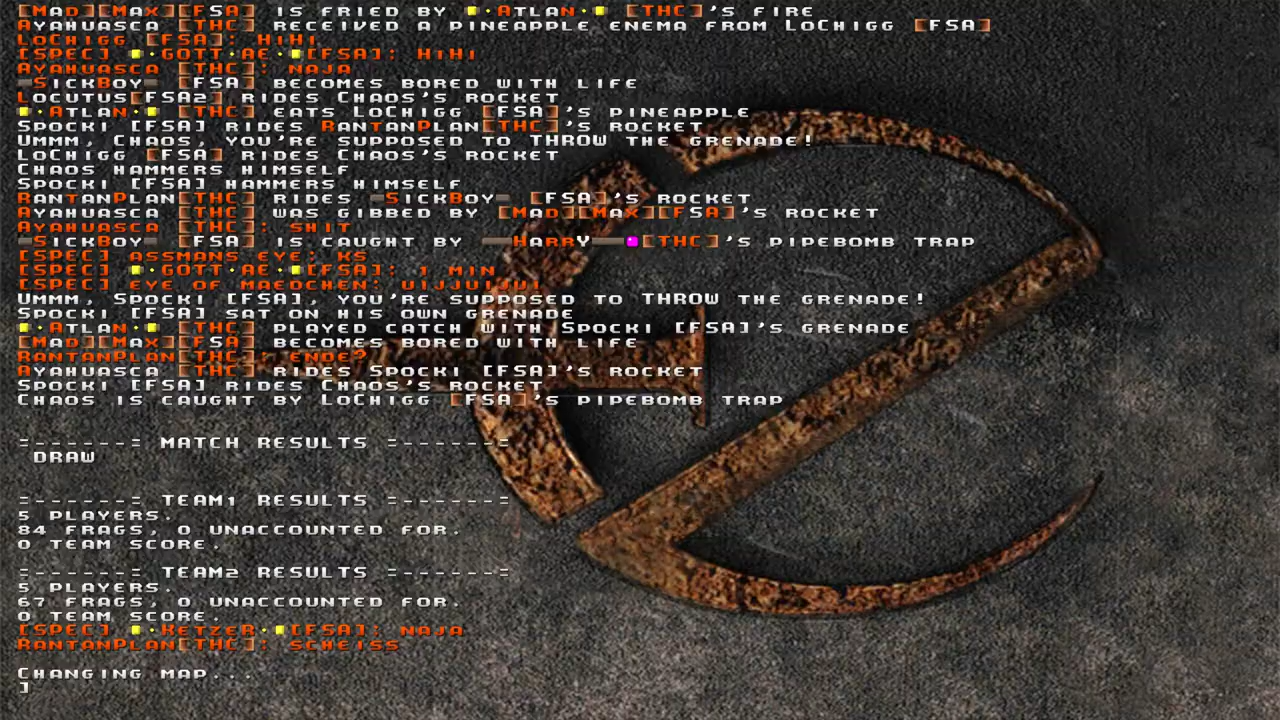 [Mad][Max][FSA] is fried by ■·Atlan·■ [THC]'s fire
Ayahuasca [THC] received a pineapple enema from LoChigg [FSA]
LoChigg [FSA]: HiHi
[SPEC] ■·GOTT·AE·■[FSA]: HiHi
Ayahuasca [THC]: naja
=SickBoy= [FSA] becomes bored with life
Locutus[FSA2] rides Chaos's rocket
■·Atlan·■ [THC] eats LoChigg [FSA]'s pineapple
Spocki [FSA] rides RanTanPlan[THC]'s rocket
Ummm, Chaos, you're supposed to THROW the grenade!
LoChigg [FSA] rides Chaos's rocket
Chaos hammers himself
Spocki [FSA] hammers himself
RanTanPlan[THC] rides =SickBoy= [FSA]'s rocket
Ayahuasca [THC] was gibbed by [Mad][Max][FSA]'s rocket
Ayahuasca [THC]: shit
=SickBoy= [FSA] is caught by ==HarrY==●[THC]'s pipebomb trap
[SPEC] assmans eye: ks
[SPEC] ■·GOTT·AE·■[FSA]: 1 min
[SPEC] eye of maedchen: uijuijui
Ummm, Spocki [FSA], you're supposed to THROW the grenade!
Spocki [FSA] sat on his own grenade
■·Atlan·■ [THC] played catch with Spocki [FSA]'s grenade
[Mad][Max][FSA] becomes bored with life
RanTanPlan[THC]: ende?
Ayahuasca [THC] rides Spocki [FSA]'s rocket
Spocki [FSA] rides Chaos's rocket
Chaos is caught by LoChigg [FSA]'s pipebomb trap
=-------= MATCH RESULTS =-------=
DRAW
=-------= TEAM1 RESULTS =-------=
5 players.
84 frags, 0 unaccounted for.
0 team score.
=-------= TEAM2 RESULTS =-------=
5 players.
67 frags, 0 unaccounted for.
0 team score.
[SPEC] ■·KetzeR·■[FSA]: naja
RanTanPlan[THC]: scheiss
Changing map...
]